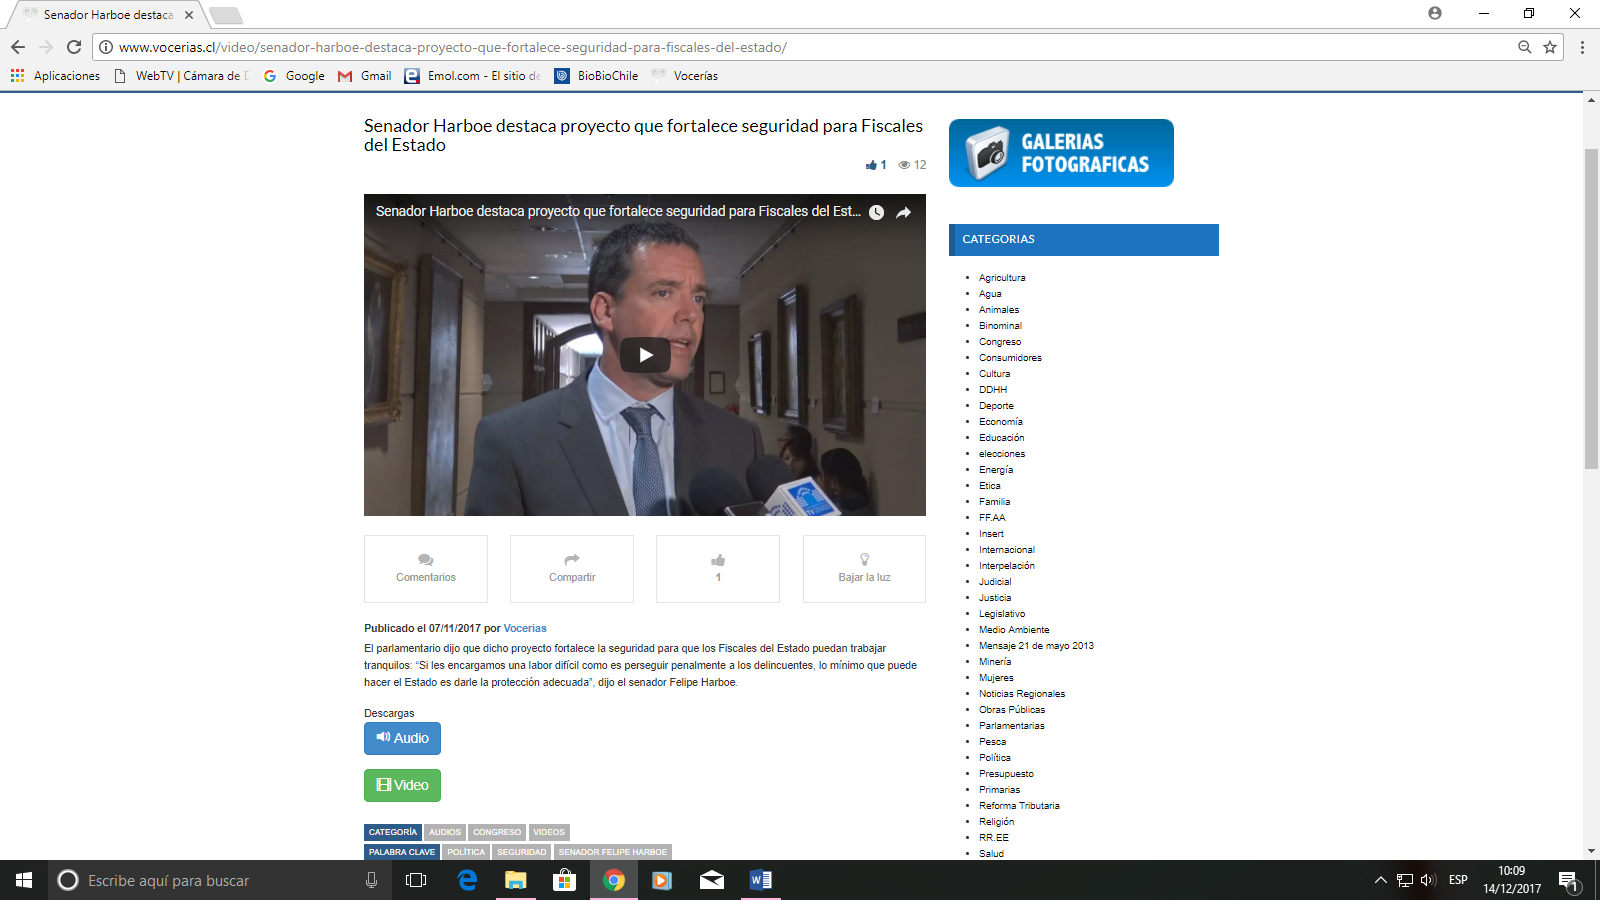 Senador Harboe destaca
www.vocerias.cl/video/senador-harboe-destaca-proyecto-que-fortalece-seguridad-para-fiscales-del-estado/
Aplicaciones WebTV | Cámara de Google Gmail Emol.com - El sitio de BioBioChile Vocerías
Senador Harboe destaca proyecto que fortalece seguridad para Fiscales
del Estado
1 12
Senador Harboe destaca proyecto que fortalece seguridad para Fiscales del Est...
Comentarios
Compartir
1
Bajar la luz
Publicado el 07/11/2017 por Vocerias
El parlamentario dijo que dicho proyecto fortalece la seguridad para que los Fiscales del Estado puedan trabajar
tranquilos: “Si les encargamos una labor difícil como es perseguir penalmente a los delincuentes, lo mínimo que puede
hacer el Estado es darle la protección adecuada”, dijo el senador Felipe Harboe.
Descargas
Audio
Video
CATEGORÍA AUDIOS CONGRESO VIDEOS
PALABRA CLAVE POLÍTICA SEGURIDAD SENADOR FELIPE HARBOE
GALERIAS
FOTOGRAFICAS
CATEGORIAS
Agricultura
Agua
Animales
Binominal
Congreso
Consumidores
Cultura
DDHH
Deporte
Economía
Educación
elecciones
Energía
Etica
Familia
FF.AA
Insert
Internacional
Interpelación
Judicial
Justicia
Legislativo
Medio Ambiente
Mensaje 21 de mayo 2013
Minería
Mujeres
Noticias Regionales
Obras Públicas
Parlamentarias
Pesca
Política
Presupuesto
Primarias
Reforma Tributaria
Religión
RR.EE
Salud
Escribe aquí para buscar
ESP
10:09
14/12/2017
1